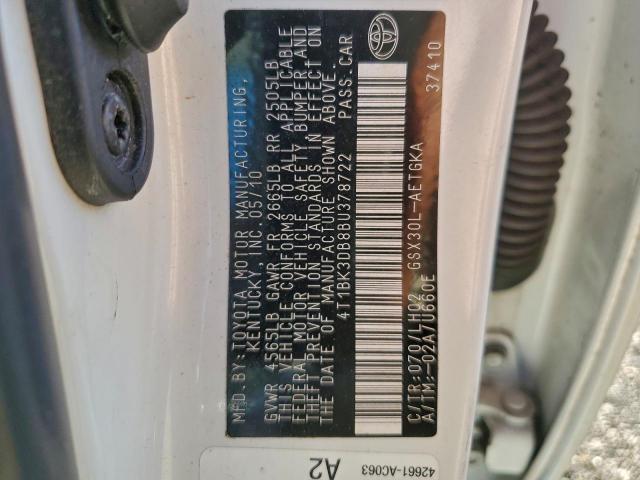 MFD. BY: TOYOTA MOTOR MANUFACTURING,
KENTUCKY, INC. 05/10
GVWR 4565LB GAWR FR 2665LB RR 2505LB
THIS VEHICLE CONFORMS TO ALL APPLICABLE
FEDERAL MOTOR VEHICLE SAFETY, BUMPER AND
THEFT PREVENTION STANDARDS IN EFFECT ON
THE DATE OF MANUFACTURE SHOWN ABOVE.
4T1BK3DB8BU378722 PASS. CAR
C/TR: 070/LH02 GSX30L-AETGKA
A/TM: -02A/U660E 37410
42661-AC063
A2